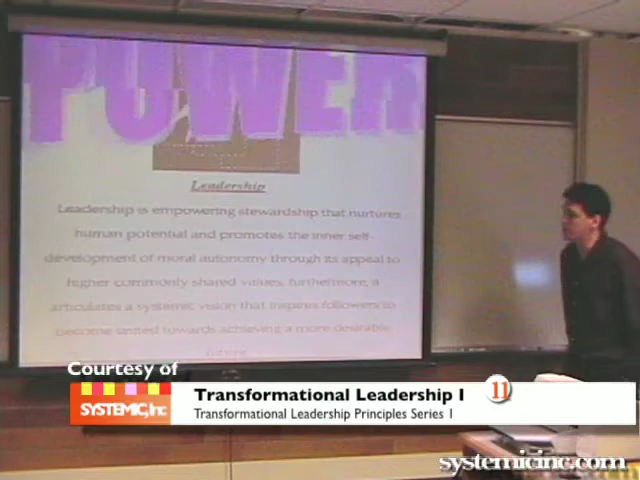 POWER
Leadership
Leadership is empowering stewardship that nurtures
human potential and promotes the inner self-
development of moral autonomy through its appeal to
higher commonly shared values, furthermore, it
articulates a systemic vision that inspires followers to
become united towards achieving a more desirable
future
Courtesy of
SYSTEMIC, Inc
Transformational Leadership I
11
Transformational Leadership Principles Series 1
systemicinc.com